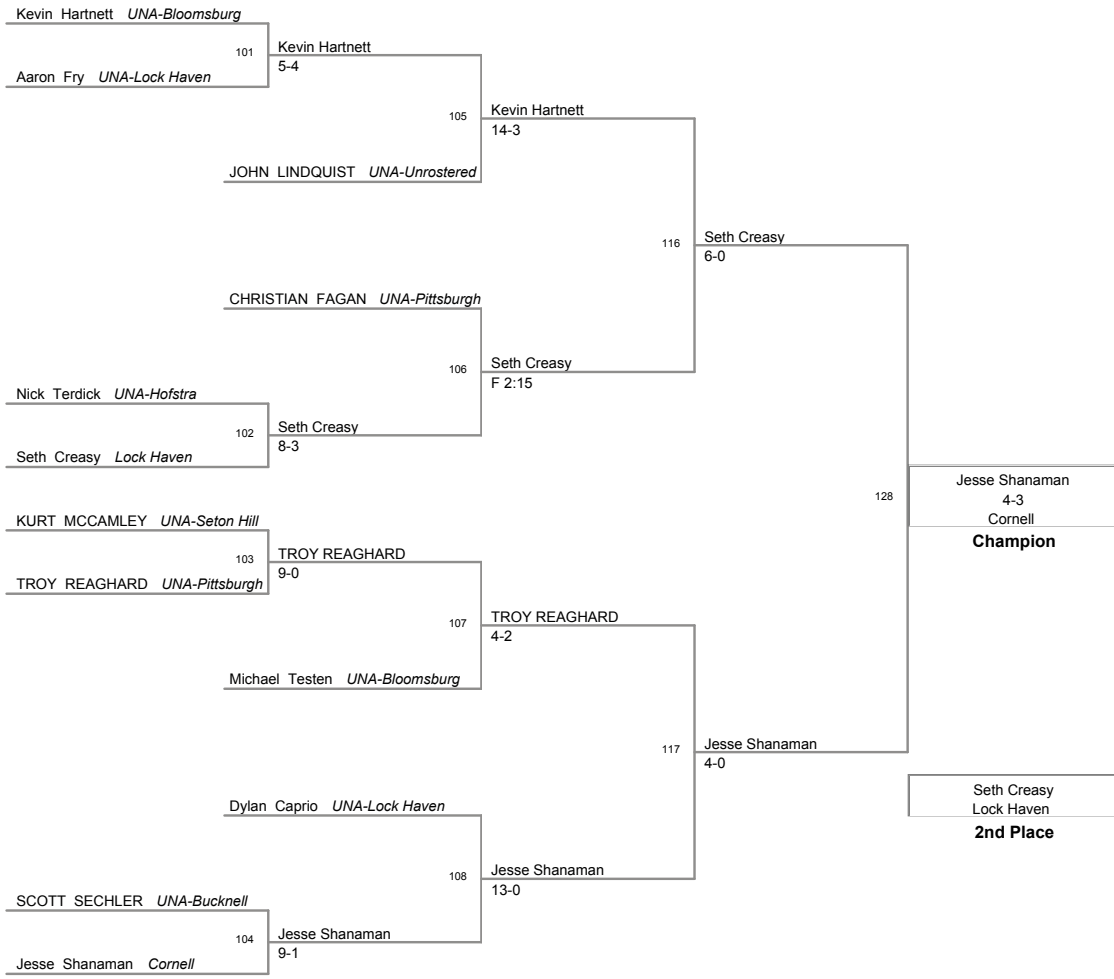 Kevin Hartnett UNA-Bloomsburg
101
Kevin Hartnett
5-4
Aaron Fry UNA-Lock Haven
105
Kevin Hartnett
14-3
JOHN LINDQUIST UNA-Unrostered
116
Seth Creasy
6-0
CHRISTIAN FAGAN UNA-Pittsburgh
106
Seth Creasy
F 2:15
Nick Terdick UNA-Hofstra
102
Seth Creasy
8-3
Seth Creasy Lock Haven
128
Jesse Shanaman
4-3
Cornell
Champion
KURT MCCAMLEY UNA-Seton Hill
103
TROY REAGHARD
9-0
TROY REAGHARD UNA-Pittsburgh
107
TROY REAGHARD
4-2
Michael Testen UNA-Bloomsburg
117
Jesse Shanaman
4-0
Dylan Caprio UNA-Lock Haven
Seth Creasy
Lock Haven
2nd Place
108
Jesse Shanaman
13-0
SCOTT SECHLER UNA-Bucknell
104
Jesse Shanaman
9-1
Jesse Shanaman Cornell